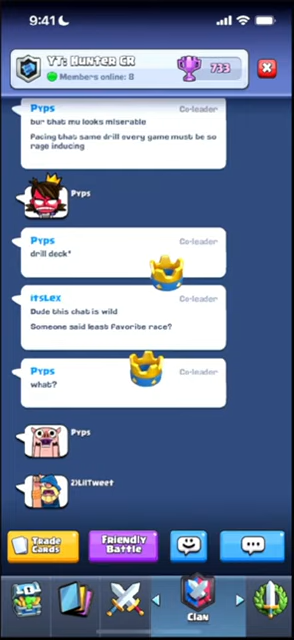 9:41
YT: Hunter CR
Members online: 8
733
Pyps
Co-leader
bur that mu looks miserable
Facing that same drill every game must be so
rage inducing
Pyps
Pyps
Co-leader
drill deck*
itsLex
Co-leader
Dude this chat is wild
Someone said least favorite race?
Pyps
Co-leader
what?
Pyps
LilTweet
Trade
Cards
Friendly
Battle
Clan